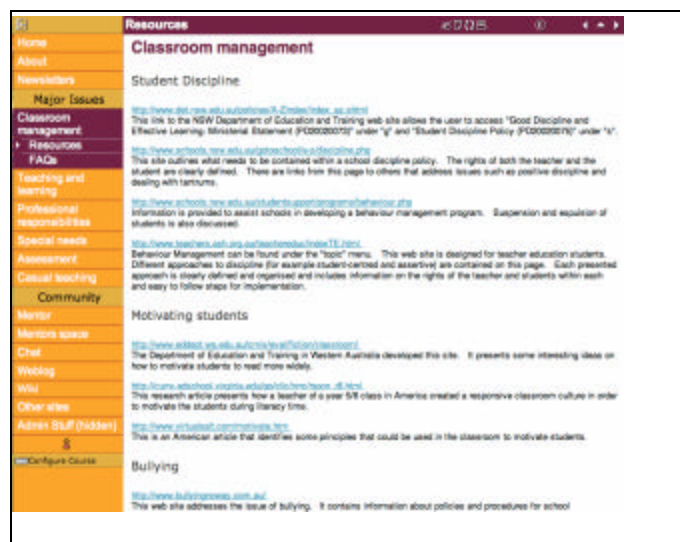 Resources
Home
About
Newsletters
Major Issues
Classroom
management
Resources
FAQs
Teaching and
learning
Professional
responsibilities
Special needs
Assessment
Casual teaching
Community
Mentor
Mentors space
Chat
Weblog
Wiki
Other sites
Admin Stuff (hidden)
Configure Course
Classroom management
Student Discipline
This link to the NSW Department of Education and Training web site allows the user to access "Good Discipline and
Effective Learning: Ministerial Statement (PD20020072)" under "g" and "Student Discipline Policy (PD20020079)" under "s".
This site outlines what needs to be contained within a school discipline policy. The rights of both the teacher and the
student are clearly defined. There are links from this page to others that address issues such as positive discipline and
dealing with tantrums.
Information is provided to assist schools in developing a behaviour management program. Suspension and expulsion of
students is also discussed.
Behaviour Management can be found under the "topic" menu. This web site is designed for teacher education students.
Different approaches to discipline (for example student-centred and assertive) are contained on this page. Each presented
approach is clearly defined and organised and includes information on the rights of the teacher and students within each
and easy to follow steps for implementation.
Motivating students
The Department of Education and Training in Western Australia developed this site. It presents some interesting ideas on
how to motivate students to read more widely.
This research article presents how a teacher of a year 5/6 class in America created a responsive classroom culture in order
to motivate the students during literacy time.
http://www.virtualsalt.com/motivate.htm
This is an American article that identifies some principles that could be used in the classroom to motivate students.
Bullying
http://www.bullyingnoway.com.au/
This web site addresses the issue of bullying. It contains information about policies and procedures for school